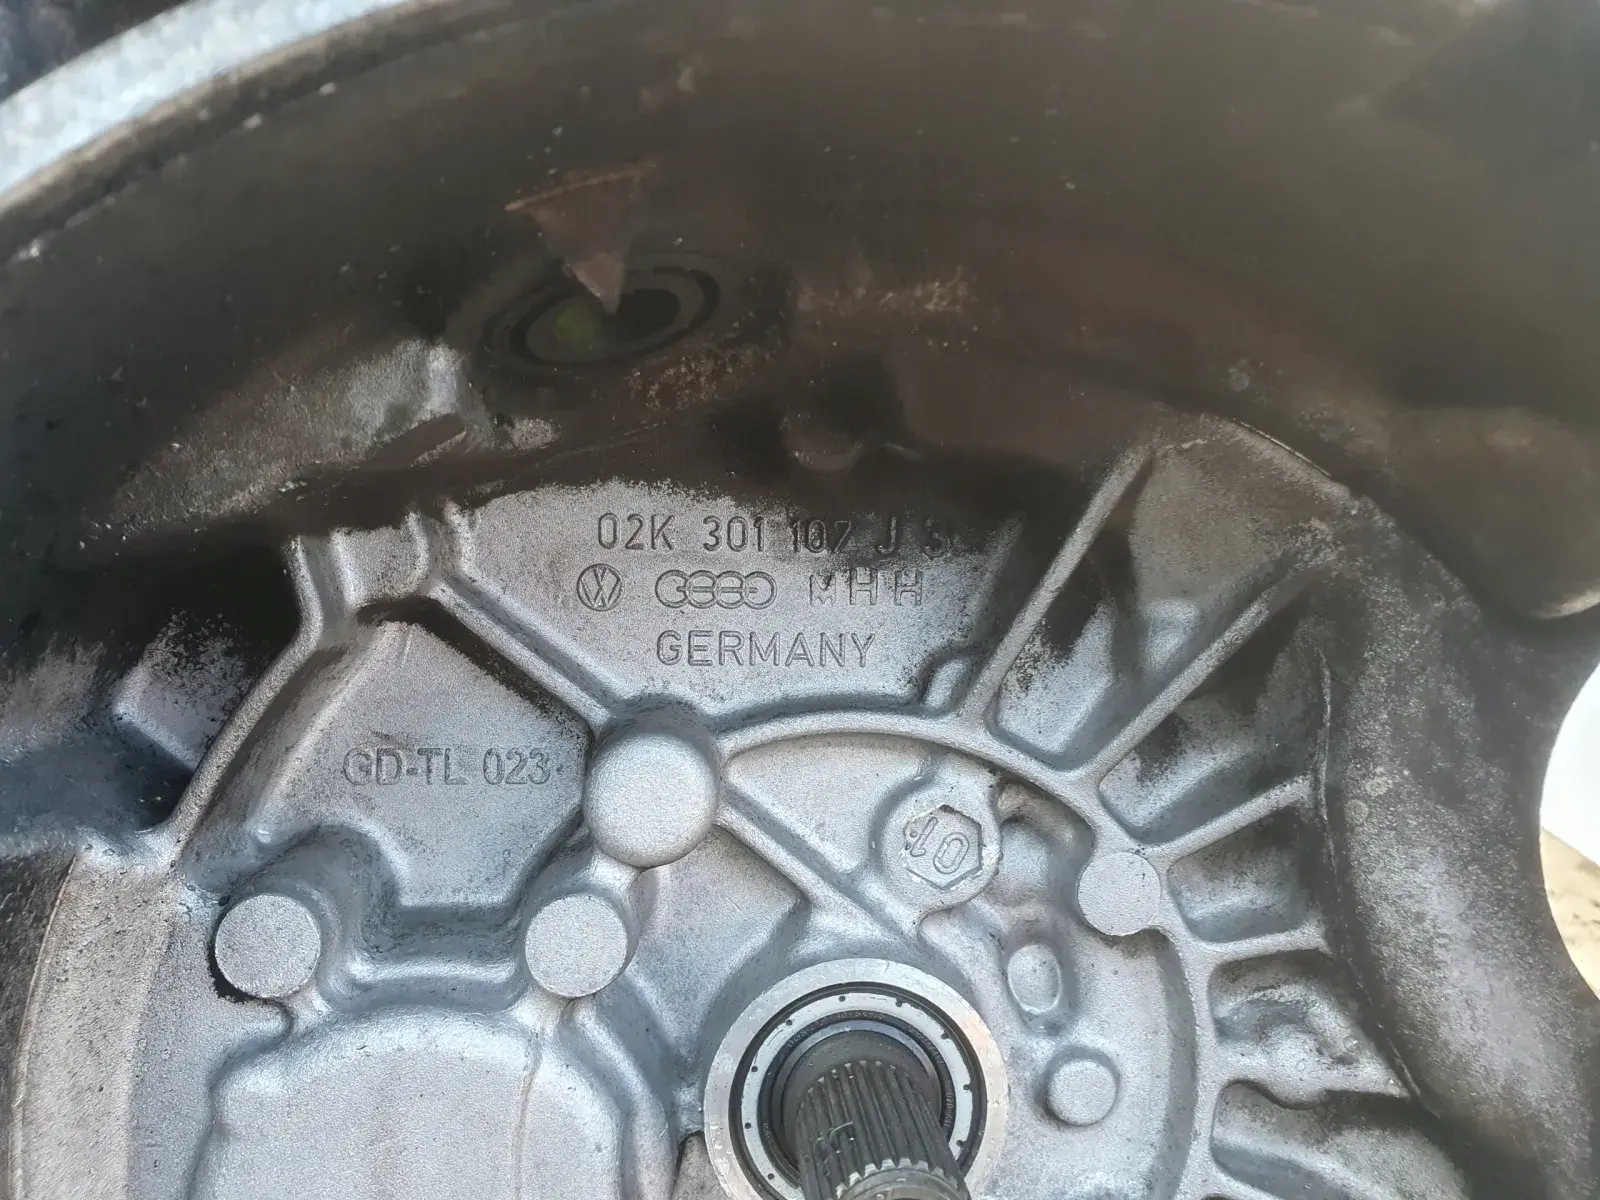 02K 301 107 J 3
MHH
GERMANY
GD-TL 023
01